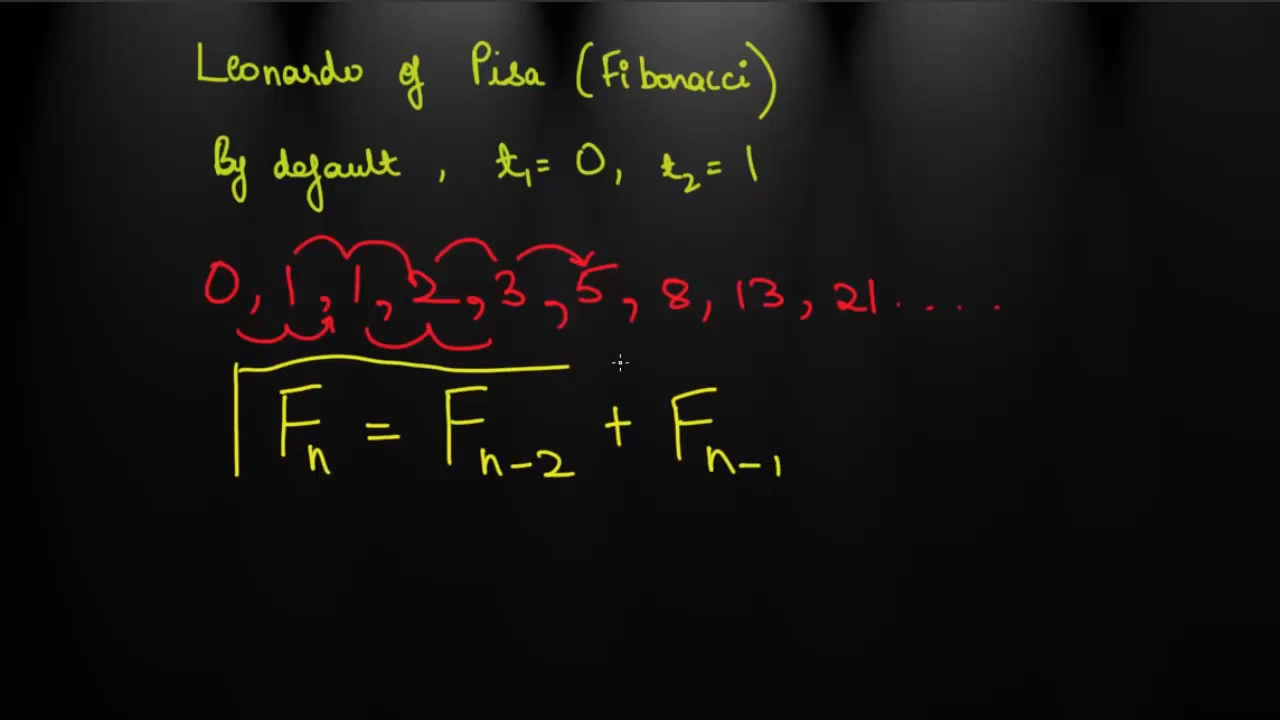 Leonardo of Pisa (Fibonacci)
By default, t₁ = 0, t₂ = 1
0, 1, 1, 2, 3, 5, 8, 13, 21 . . . .
Fₙ = Fₙ₋₂ + Fₙ₋₁